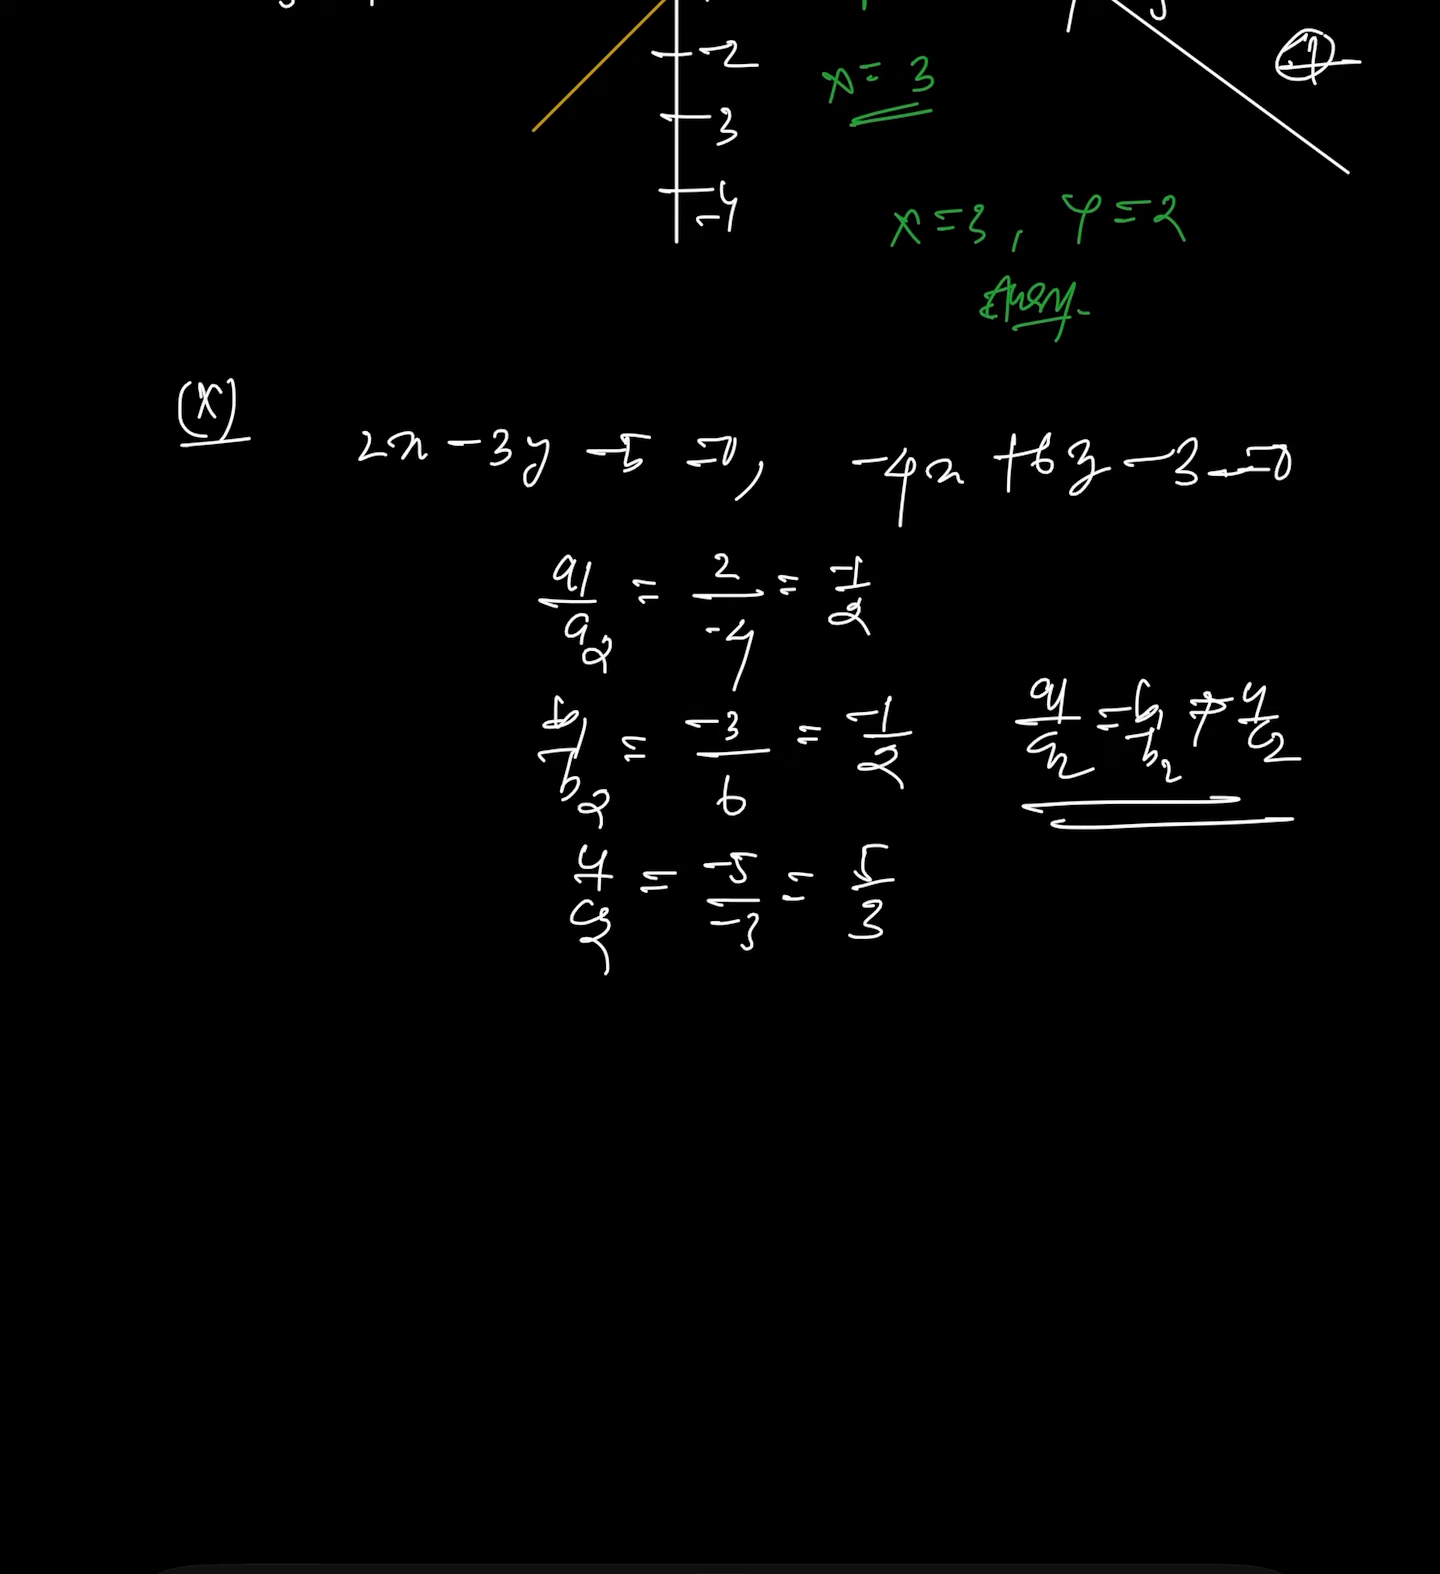 -2
x = 3
-3
-4
x = 3, y = 2
(x)
2x - 3y - 5 = 0, -4x + 6y - 3 = 0
a1/a2 = 2/-4 = -1/2
b1/b2 = -3/6 = -1/2
a1/a2 = b1/b2 ≠ c1/c2
c1/c2 = -5/-3 = 5/3